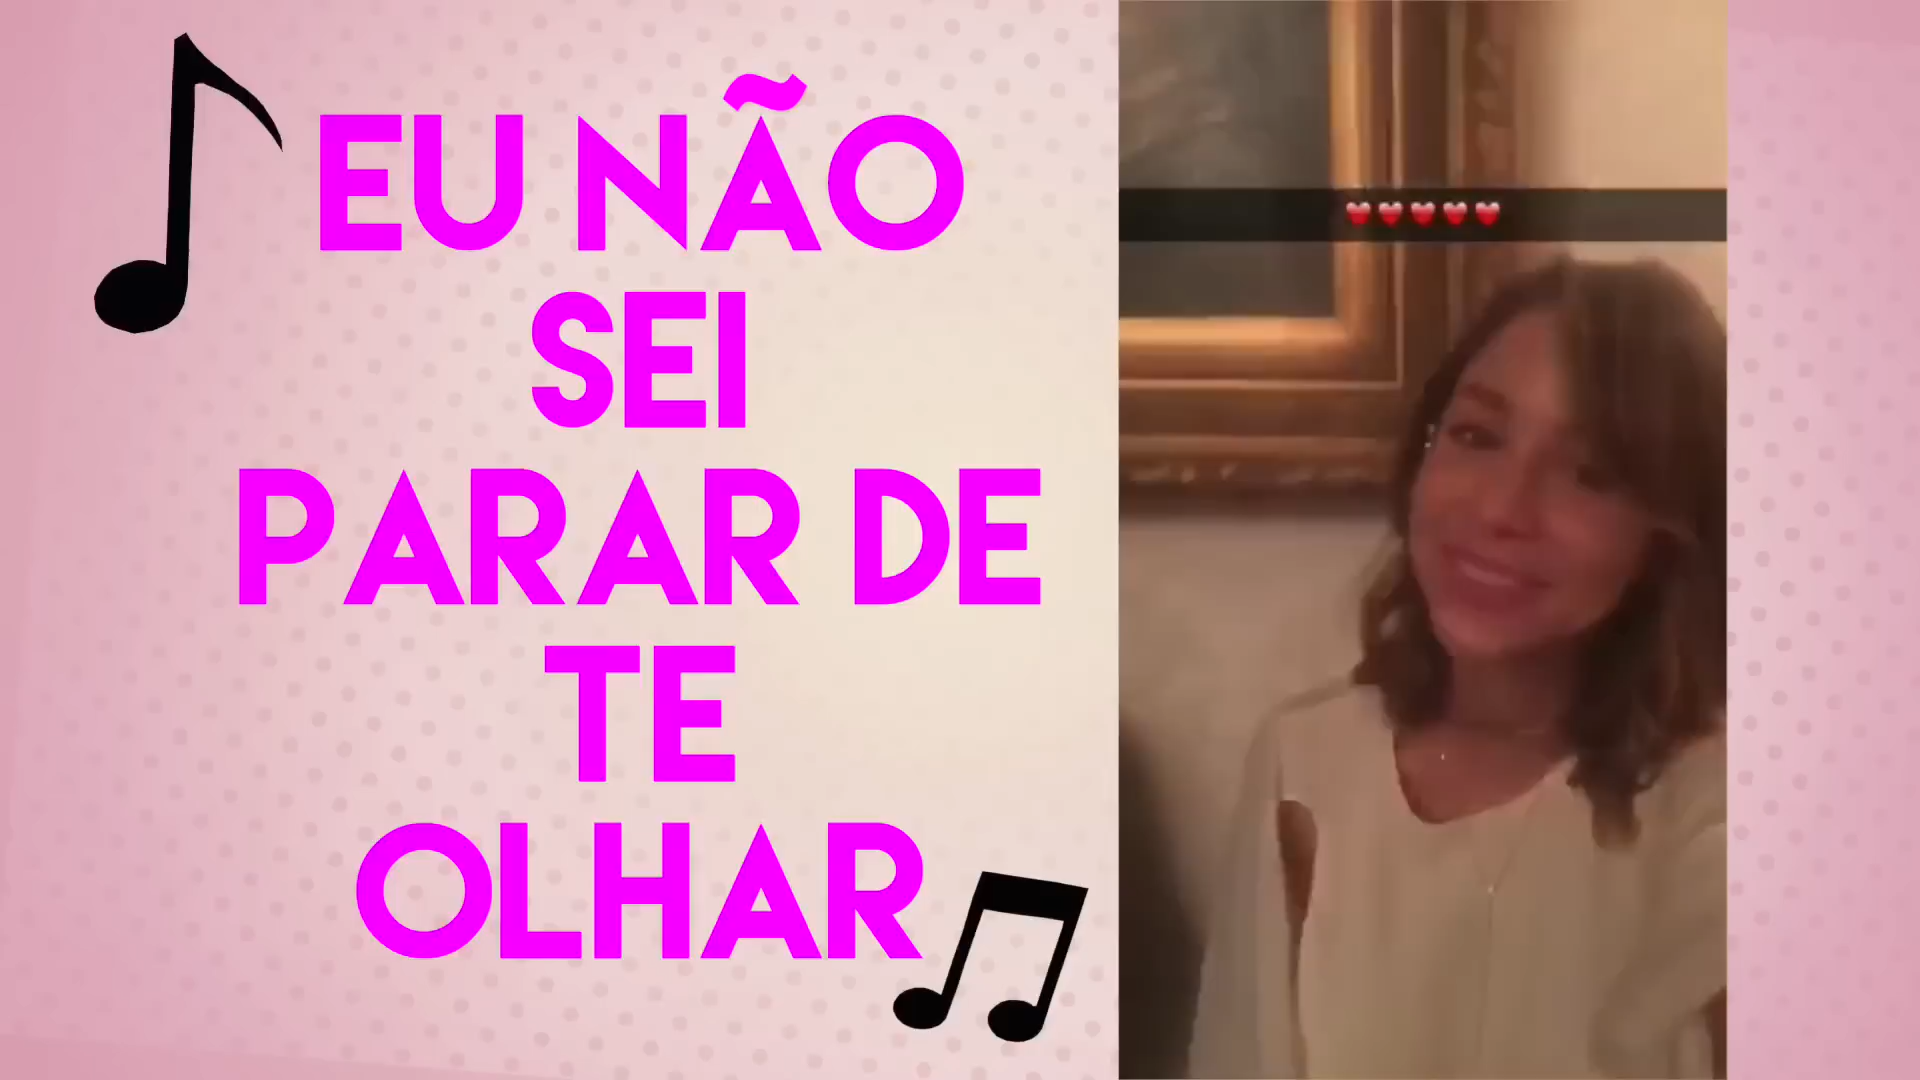 EU NÃO
SEI
PARAR DE
TE
OLHAR
❤❤❤❤❤